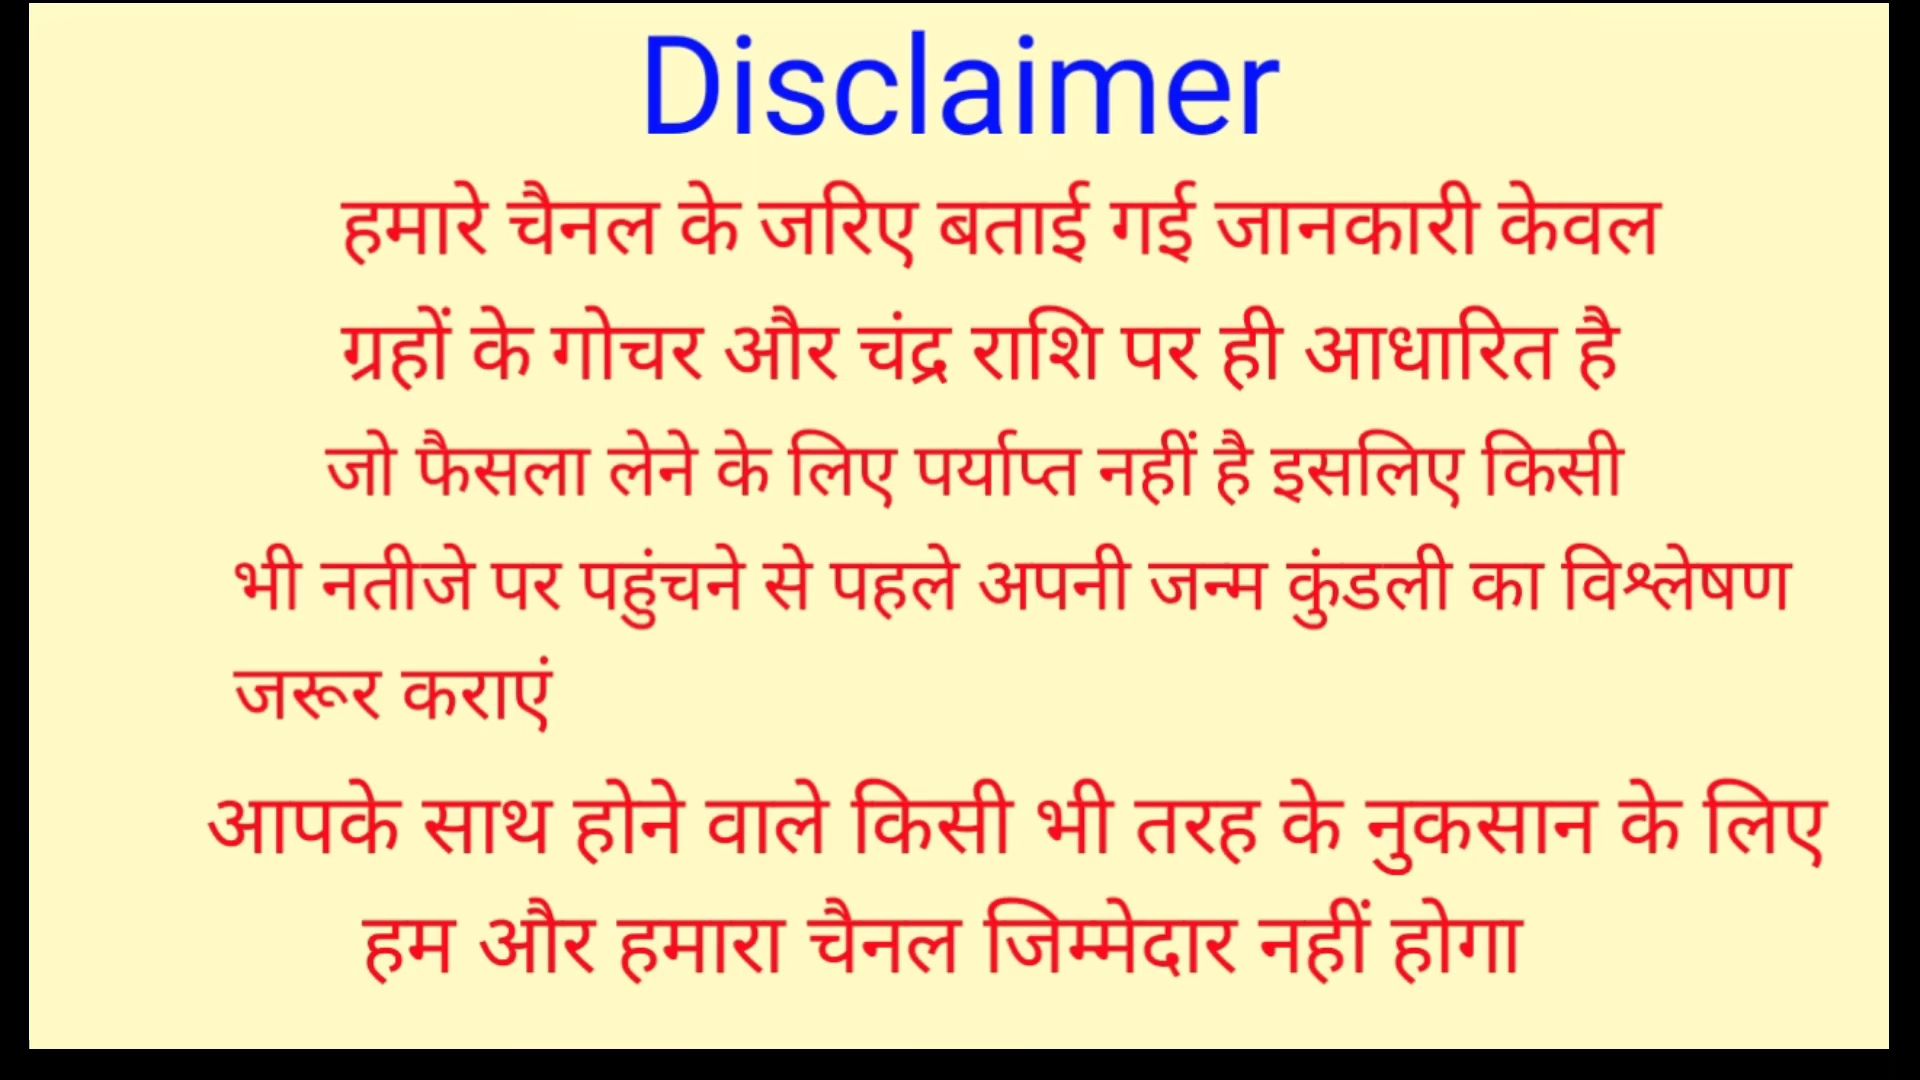 Disclaimer
हमारे चैनल के जरिए बताई गई जानकारी केवल
ग्रहों के गोचर और चंद्र राशि पर ही आधारित है
जो फैसला लेने के लिए पर्याप्त नहीं है इसलिए किसी
भी नतीजे पर पहुंचने से पहले अपनी जन्म कुंडली का विश्लेषण
जरूर कराएं
आपके साथ होने वाले किसी भी तरह के नुकसान के लिए
हम और हमारा चैनल जिम्मेदार नहीं होगा